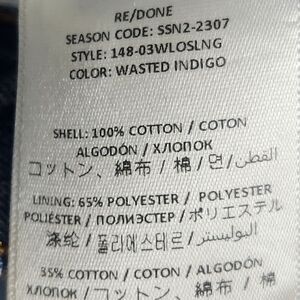 RE/DONE
SEASON CODE: SSN2-2307
STYLE: 148-03WLOSLNG
COLOR: WASTED INDIGO
SHELL: 100% COTTON / COTON
ALGODÓN / ХЛОПОК
コットン、綿布 / 棉 / 면 / القطن/
LINING: 65% POLYESTER / POLYESTER
POLIÉSTER / ПОЛИЭСТЕР / ポリエステル
涤纶 / 폴리에스테르 / البوليستر/
35% COTTON / COTON / ALGODÓN
ХЛОПОК / コットン、綿布 / 棉